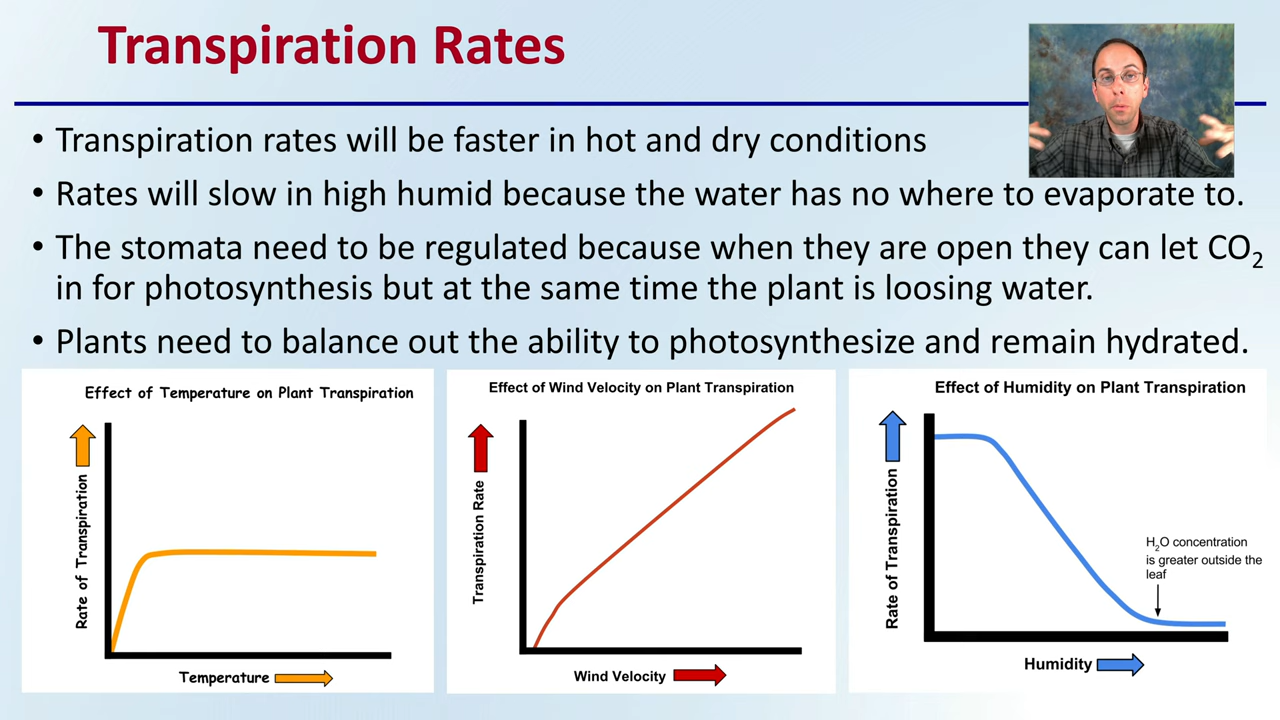 Transpiration Rates
• Transpiration rates will be faster in hot and dry conditions
• Rates will slow in high humid because the water has no where to evaporate to.
• The stomata need to be regulated because when they are open they can let CO₂
in for photosynthesis but at the same time the plant is loosing water.
• Plants need to balance out the ability to photosynthesize and remain hydrated.
Effect of Temperature on Plant Transpiration
Rate of Transpiration
Temperature
Effect of Wind Velocity on Plant Transpiration
Transpiration Rate
Wind Velocity
Effect of Humidity on Plant Transpiration
Rate of Transpiration
H₂O concentration
is greater outside the
leaf
Humidity